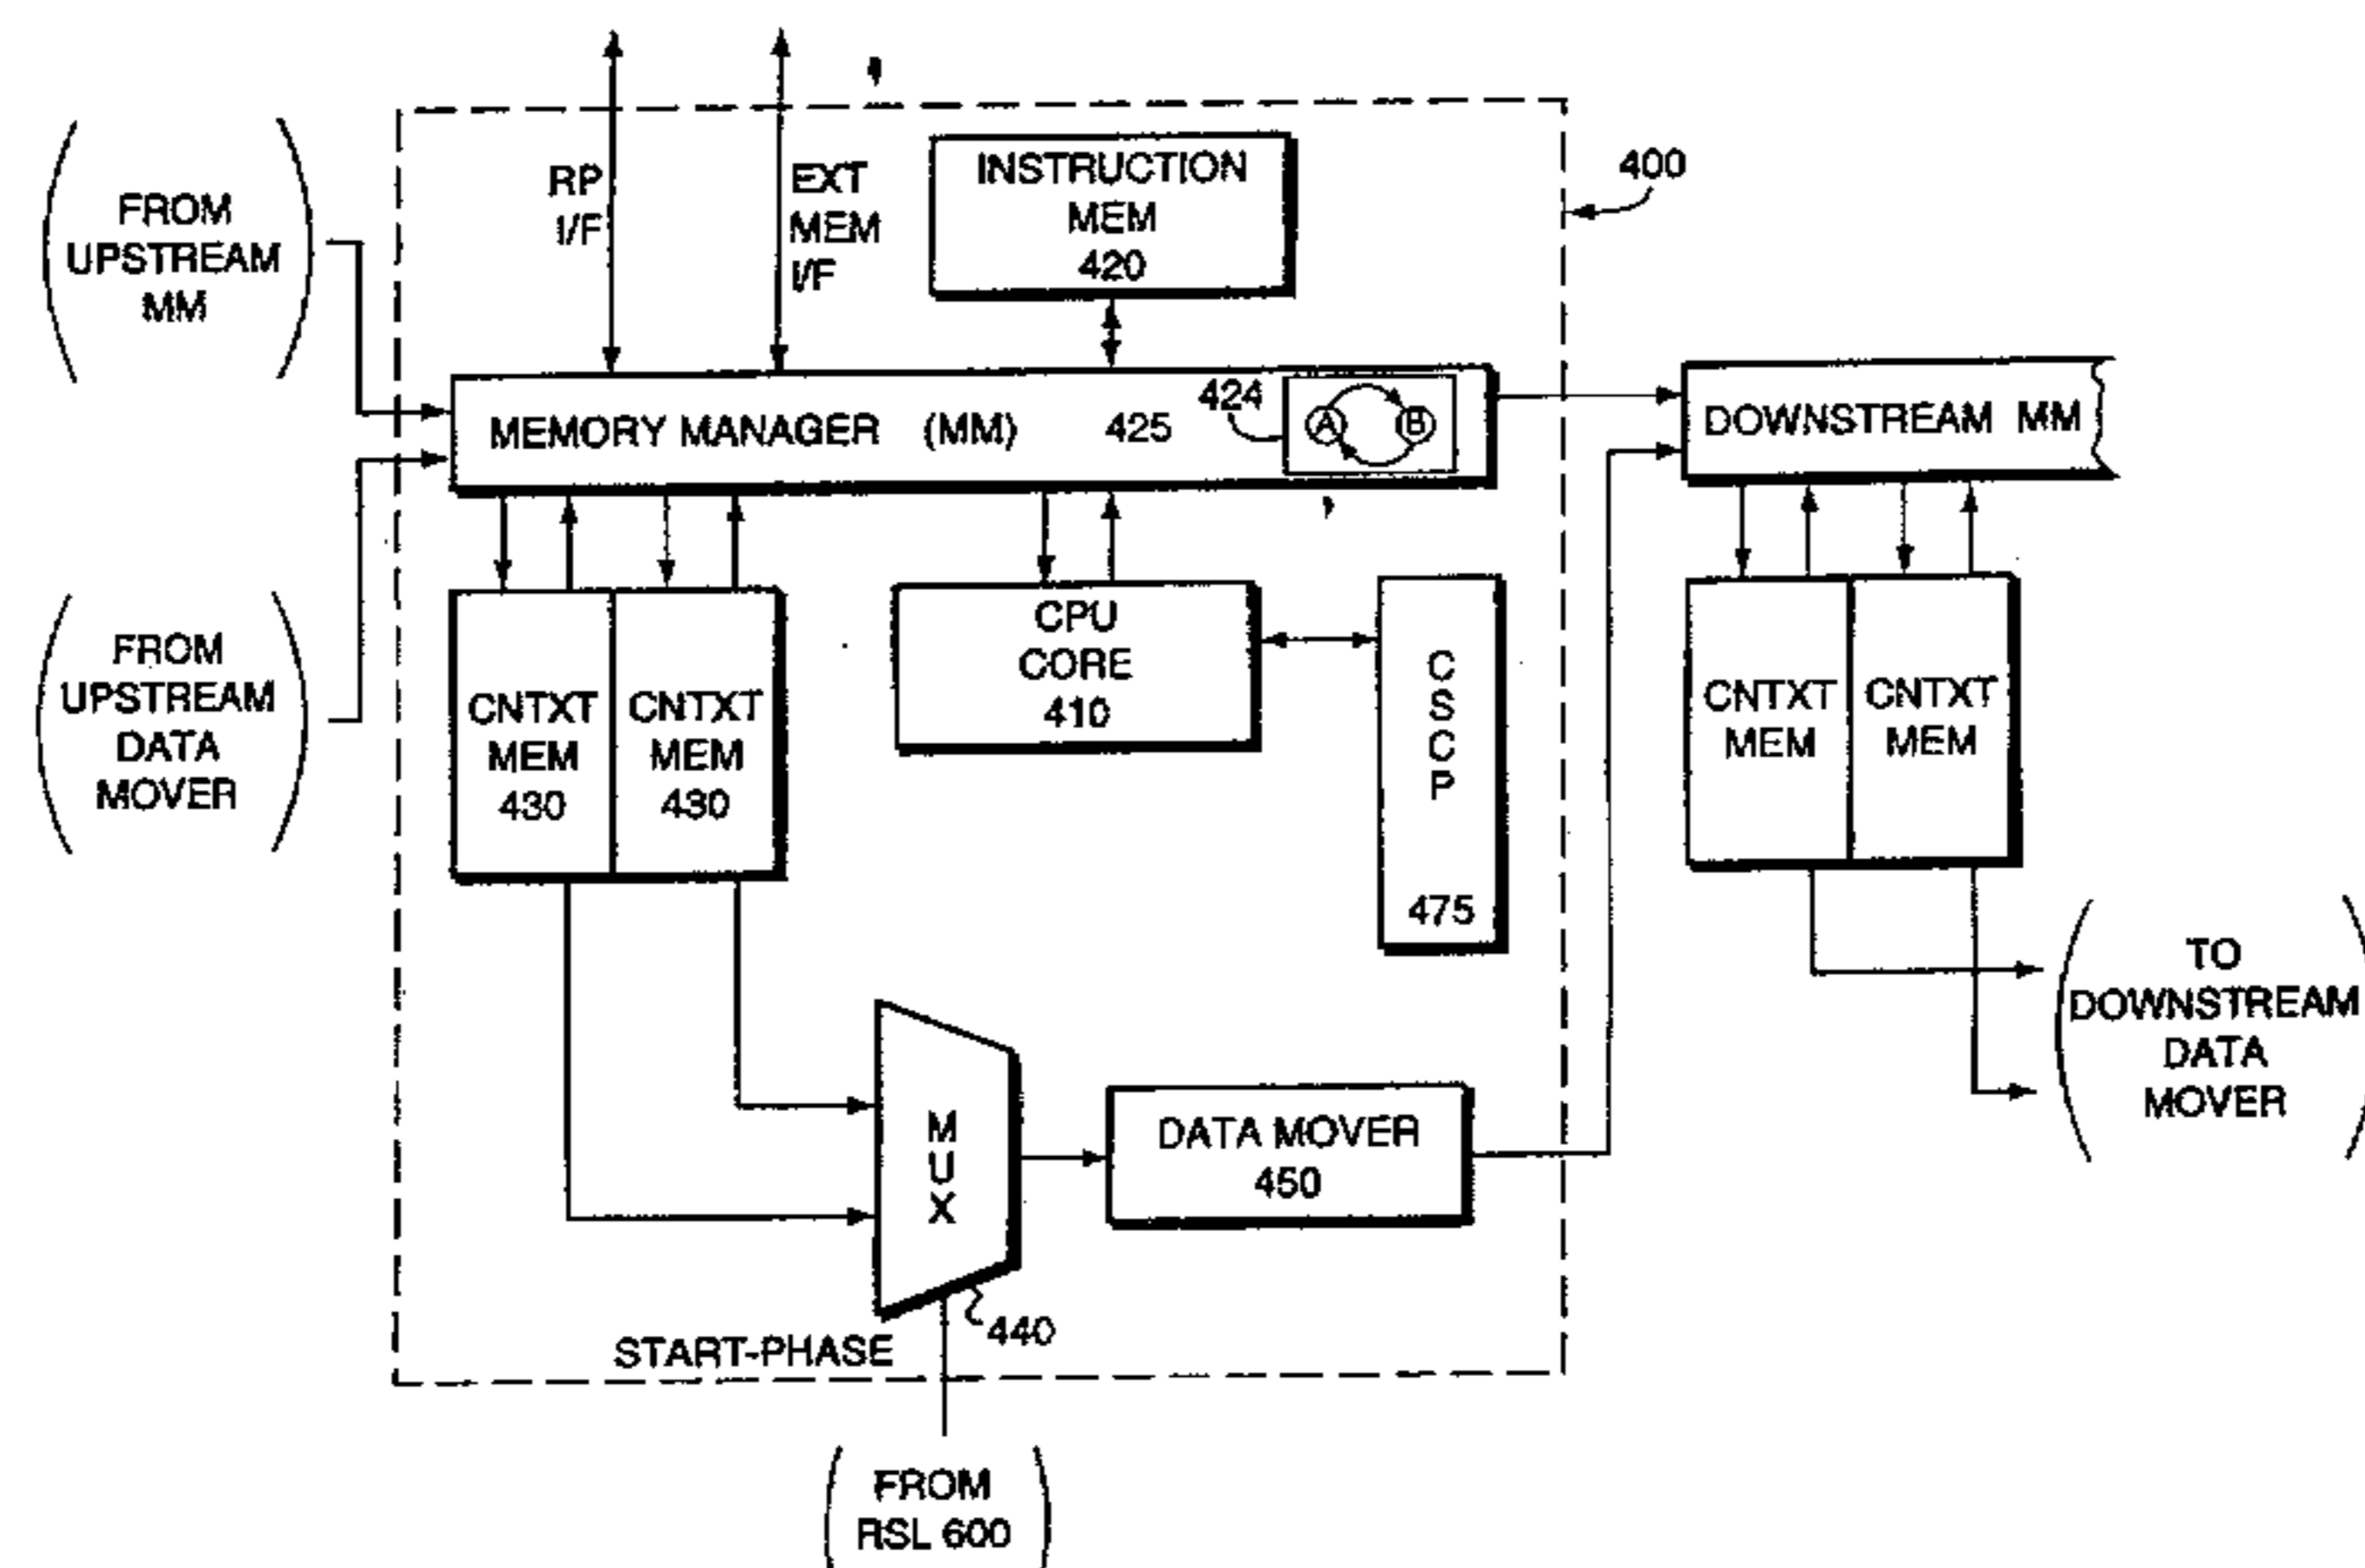 RP
I/F
EXT
MEM
I/F
INSTRUCTION
MEM
420
400
FROM
UPSTREAM
MM
MEMORY MANAGER (MM) 425
424
A
B
DOWNSTREAM MM
FROM
UPSTREAM
DATA
MOVER
CNTXT
MEM
430
CNTXT
MEM
430
CPU
CORE
410
C
S
C
P
475
CNTXT
MEM
CNTXT
MEM
TO
DOWNSTREAM
DATA
MOVER
M
U
X
DATA MOVER
450
440
START-PHASE
FROM
RSL 600